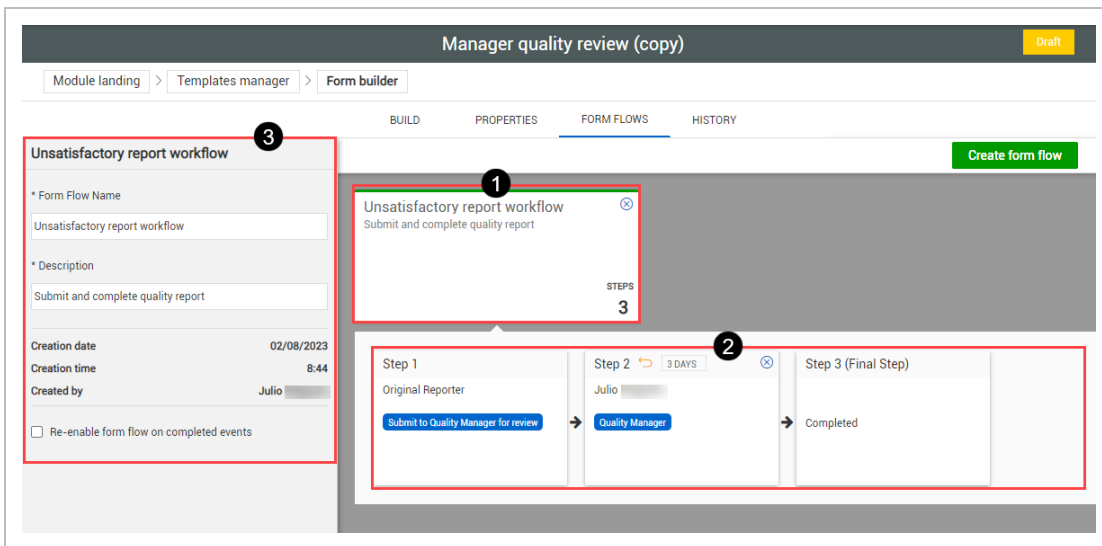 Manager quality review (copy)
Draft
Module landing > Templates manager > Form builder
BUILD PROPERTIES FORM FLOWS HISTORY
3
Unsatisfactory report workflow
Create form flow
* Form Flow Name
Unsatisfactory report workflow
* Description
Submit and complete quality report
Creation date 02/08/2023
Creation time 8:44
Created by Julio
Re-enable form flow on completed events
1
Unsatisfactory report workflow
Submit and complete quality report
STEPS
3
2
Step 1
Original Reporter
Submit to Quality Manager for review
Step 2 3 DAYS
Julio
Quality Manager
Step 3 (Final Step)
Completed